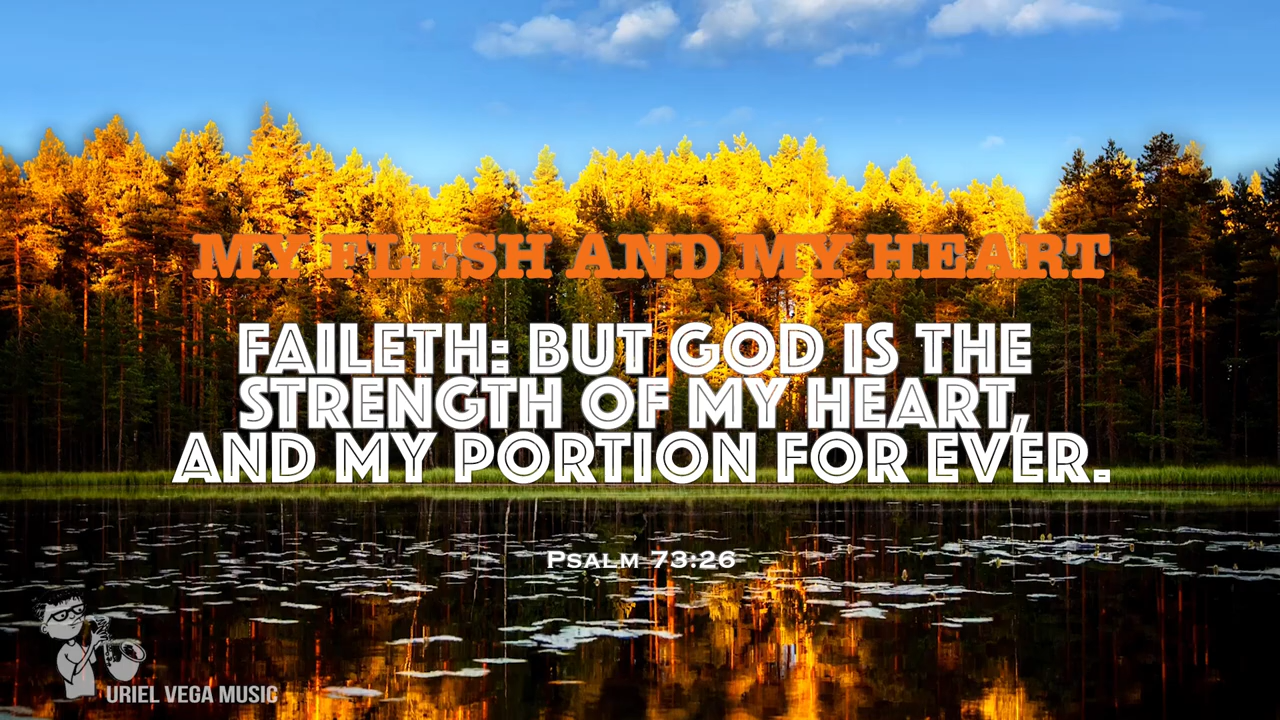 MY FLESH AND MY HEART
FAILETH: BUT GOD IS THE
STRENGTH OF MY HEART,
AND MY PORTION FOR EVER.
Psalm 73:26
URIEL VEGA MUSIC